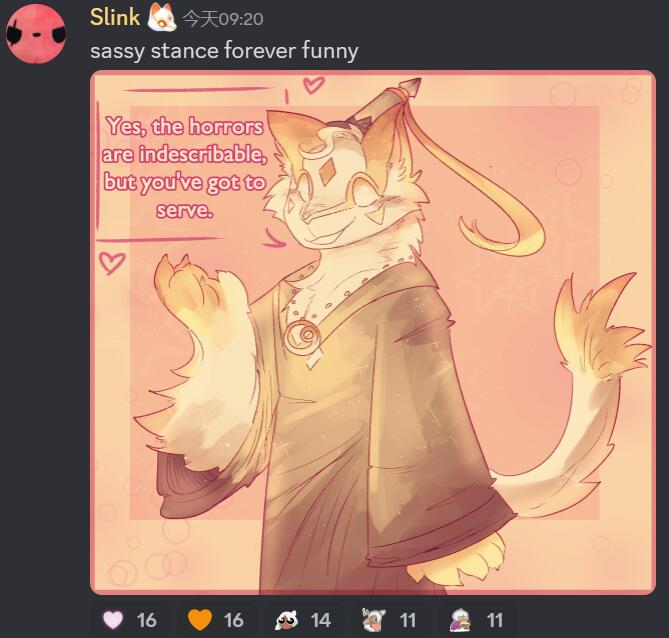 Slink 今天09:20
sassy stance forever funny
Yes, the horrors
are indescribable,
but you've got to
serve.
16 16 14 11 11